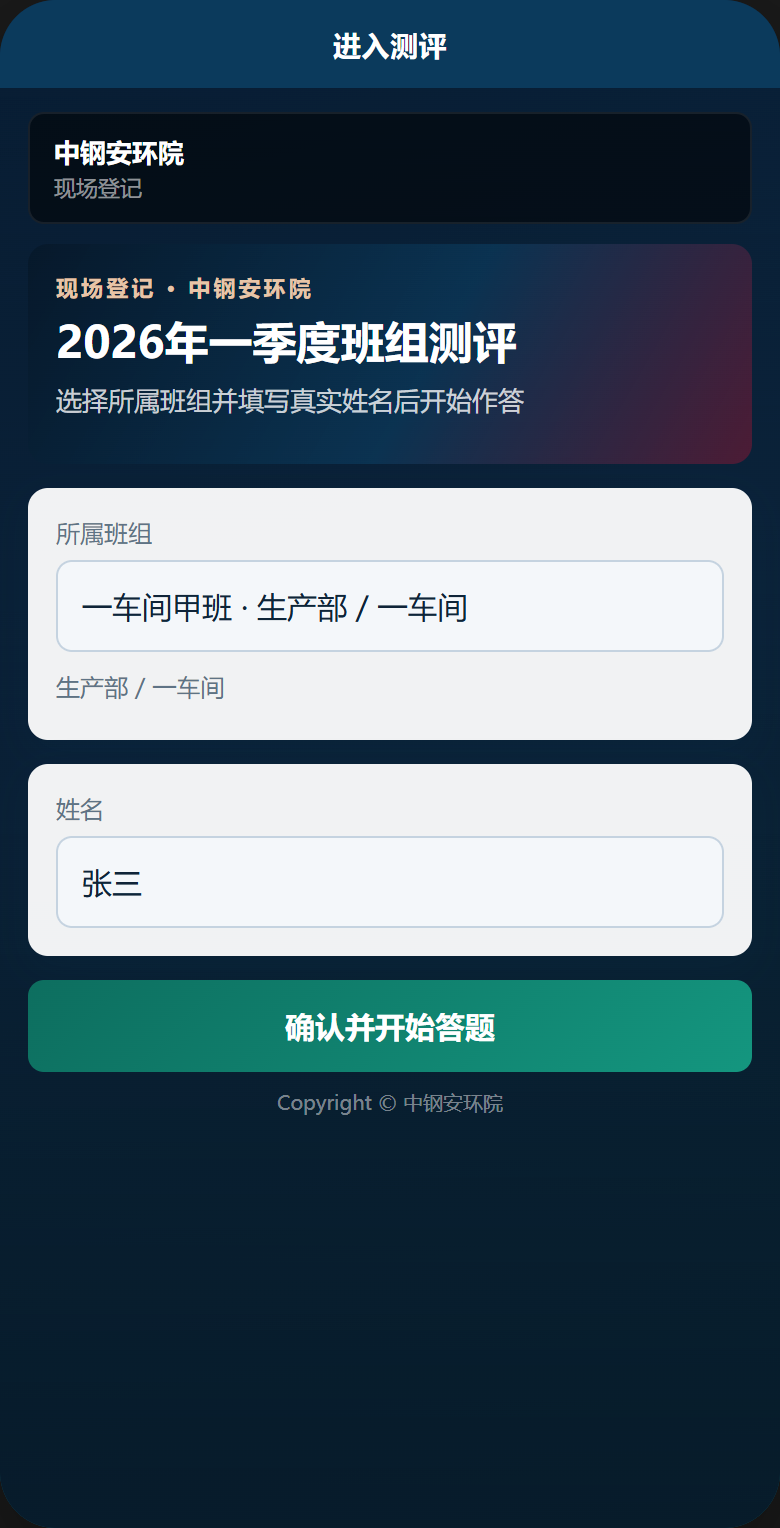 进入测评
中钢安环院
现场登记
现场登记 • 中钢安环院
2026年一季度班组测评
选择所属班组并填写真实姓名后开始作答
所属班组
一车间甲班 · 生产部 / 一车间
生产部 / 一车间
姓名
张三
确认并开始答题
Copyright © 中钢安环院